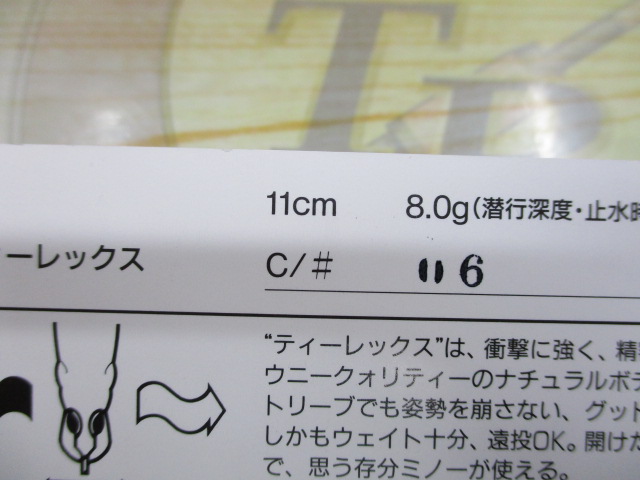 11cm 8.0g(潜行深度・止水時
ィーレックス
C/# 〃6
“ティーレックス”は、衝撃に強く、精
ウニークォリティーのナチュラルボデ
トリーブでも姿勢を崩さない、グット
しかもウェイト十分、遠投OK。開けた
で、思う存分ミノーが使える。